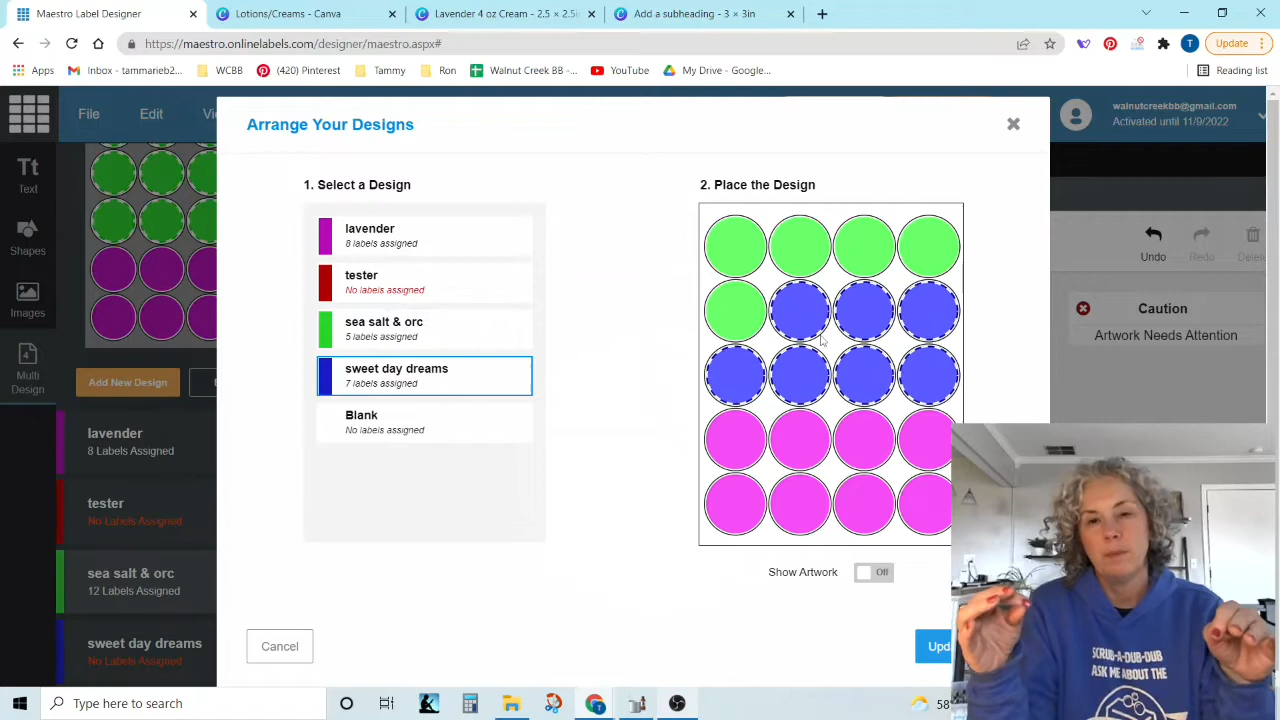 Maestro Label Designer
Lotions/Candles - Canva
Lavender 4 oz Cream - 2.5 × 2.5in
Add a subheading - 3 × 3in
https://maestro.onlinelabels.com/designer/ro.aspx#
Update
Apps
Inbox - tammarieb2...
WCBB
(420) Pinterest
Tammy
Ron
Walnut Creek BB -...
YouTube
My Drive - Google...
Reading list
File
Edit
walnutcreekbb@gmail.com
Activated until 11/9/2022
Text
Shapes
Images
Multi
Design
Add New Design
lavender
8 Labels Assigned
tester
No Labels Assigned
sea salt & orc
12 Labels Assigned
sweet day dreams
No Labels Assigned
Arrange Your Designs
1. Select a Design
lavender
8 labels assigned
tester
No labels assigned
sea salt & orc
5 labels assigned
sweet day dreams
7 labels assigned
Blank
No labels assigned
2. Place the Design
Show Artwork
Off
Cancel
Undo
Redo
Caution
Artwork Needs Attention
SCRUB-A-DUB-DUB
ASK ME ABOUT THE
Type here to search
58°